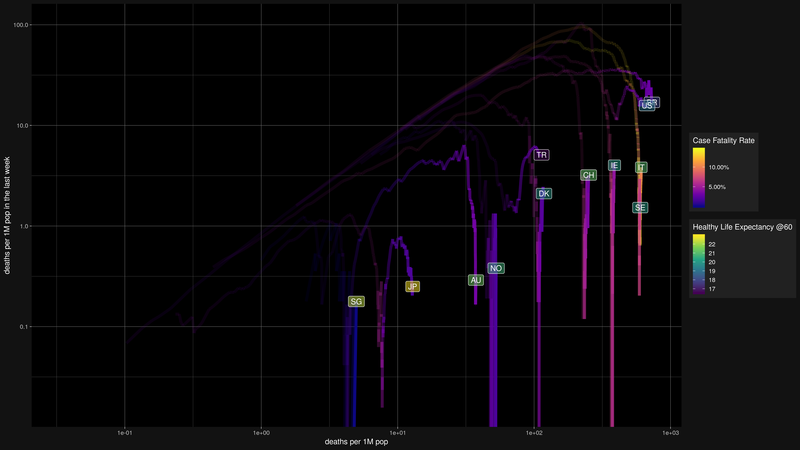 100.0
10.0
1.0
0.1
deaths per 1M pop in the last week
1e-01
1e+00
1e+01
1e+02
1e+03
deaths per 1M pop
US
TR
CH
IE
IT
DK
SE
NO
AU
JP
SG
Case Fatality Rate
10.00%
5.00%
Healthy Life Expectancy @60
22
21
20
19
18
17